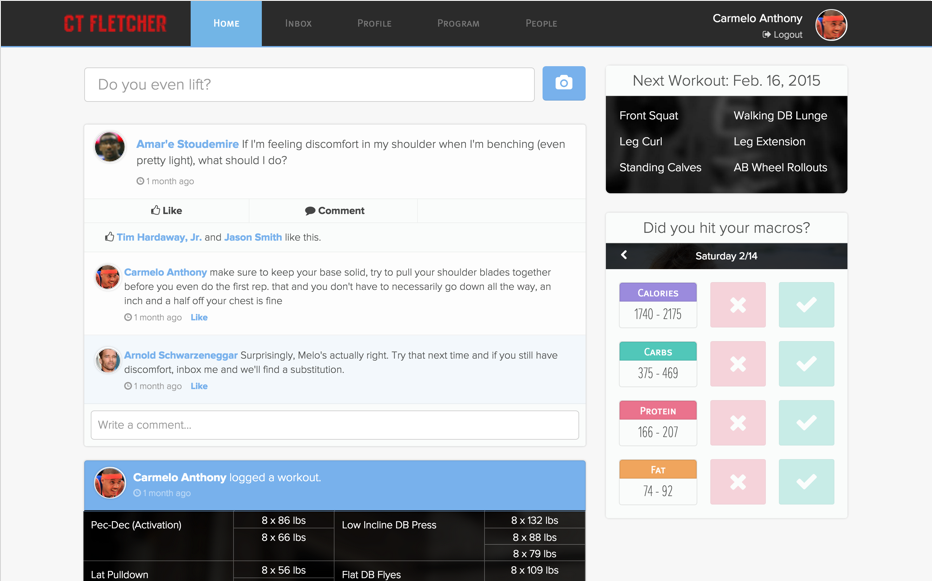 CT FLETCHER
HOME
INBOX
PROFILE
PROGRAM
PEOPLE
Carmelo Anthony
Logout
Do you even lift?
Amar'e Stoudemire If I'm feeling discomfort in my shoulder when I'm benching (even
pretty light), what should I do?
1 month ago
Like
Comment
Tim Hardaway, Jr. and Jason Smith like this.
Carmelo Anthony make sure to keep your base solid, try to pull your shoulder blades together
before you even do the first rep. that and you don't have to necessarily go down all the way, an
inch and a half off your chest is fine
1 month ago Like
Arnold Schwarzeneggar Surprisingly, Melo's actually right. Try that next time and if you still have
discomfort, inbox me and we'll find a substitution.
1 month ago Like
Write a comment...
Carmelo Anthony logged a workout.
1 month ago
Pec-Dec (Activation)
8 x 86 lbs
8 x 66 lbs
Low Incline DB Press
8 x 132 lbs
8 x 88 lbs
8 x 79 lbs
Lat Pulldown
8 x 56 lbs
Flat DB Flyes
8 x 109 lbs
Next Workout: Feb. 16, 2015
Front Squat
Walking DB Lunge
Leg Curl
Leg Extension
Standing Calves
AB Wheel Rollouts
Did you hit your macros?
Saturday 2/14
CALORIES
1740 - 2175
CARBS
375 - 469
PROTEIN
166 - 207
FAT
74 - 92